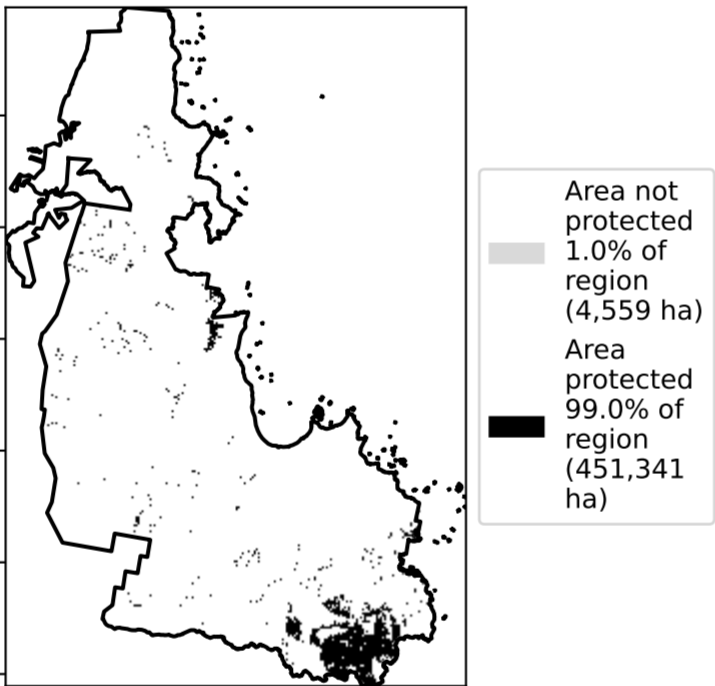 Area not
protected
1.0% of
region
(4,559 ha)
Area
protected
99.0% of
region
(451,341
ha)